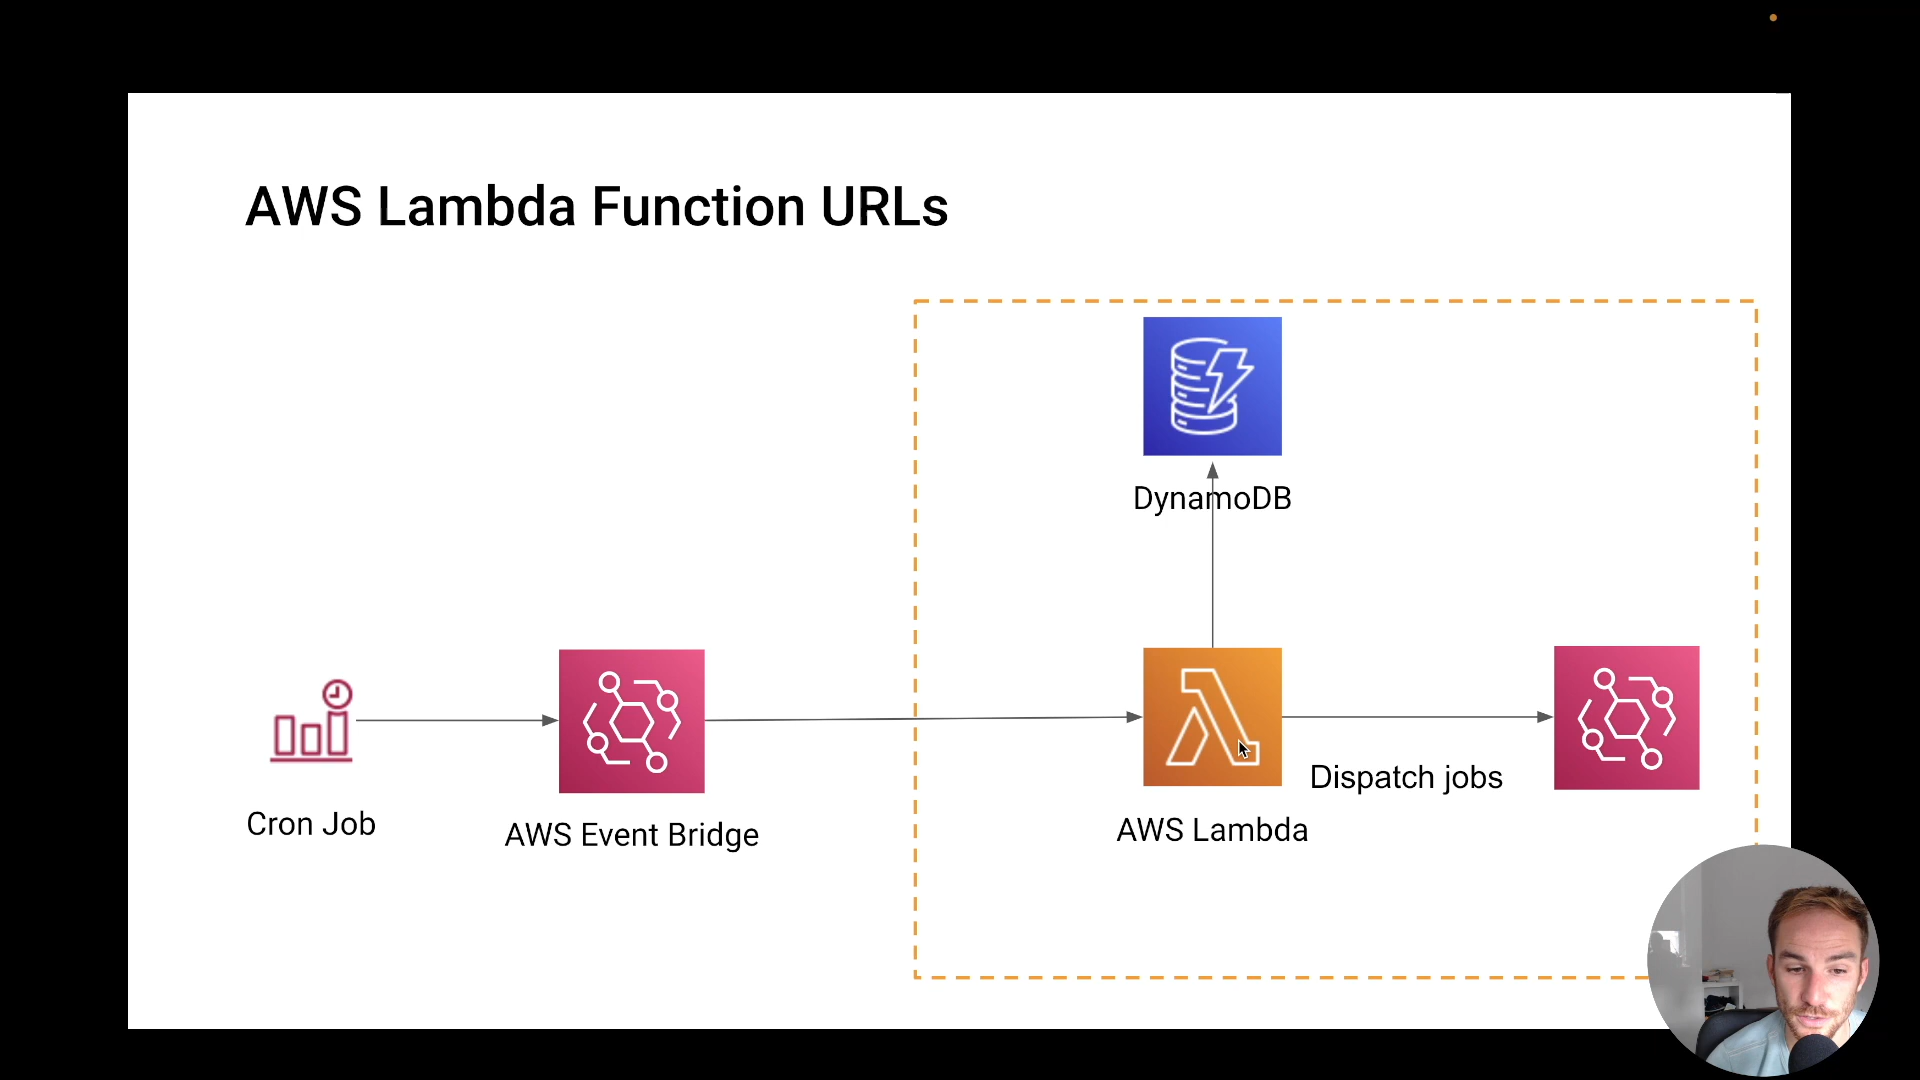 AWS Lambda Function URLs
DynamoDB
Dispatch jobs
Cron Job
AWS Event Bridge
AWS Lambda